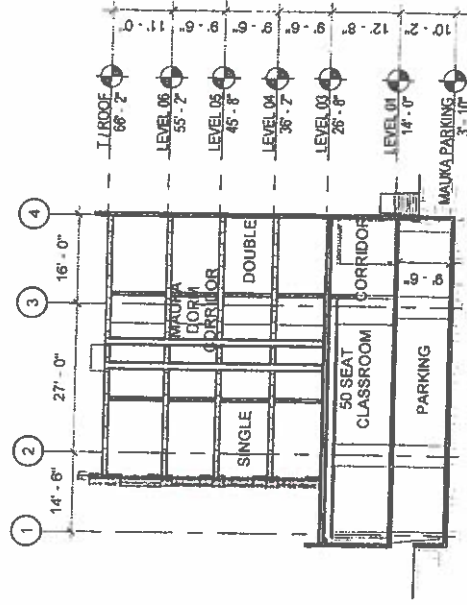 1
2
3
4
14' - 6"
27' - 0"
16' - 0"
T / ROOF
66' - 2"
11' - 0"
LEVEL 06
55' - 2"
9' - 6"
LEVEL 05
45' - 8"
9' - 6"
LEVEL 04
36' - 2"
9' - 6"
LEVEL 03
26' - 8"
12' - 8"
LEVEL 01
14' - 0"
10' - 2"
MAUKA PARKING
3' - 10"
MAUKA
DORM
CORRIDOR
SINGLE
DOUBLE
50 SEAT
CLASSROOM
CORRIDOR
PARKING
9' - 6"